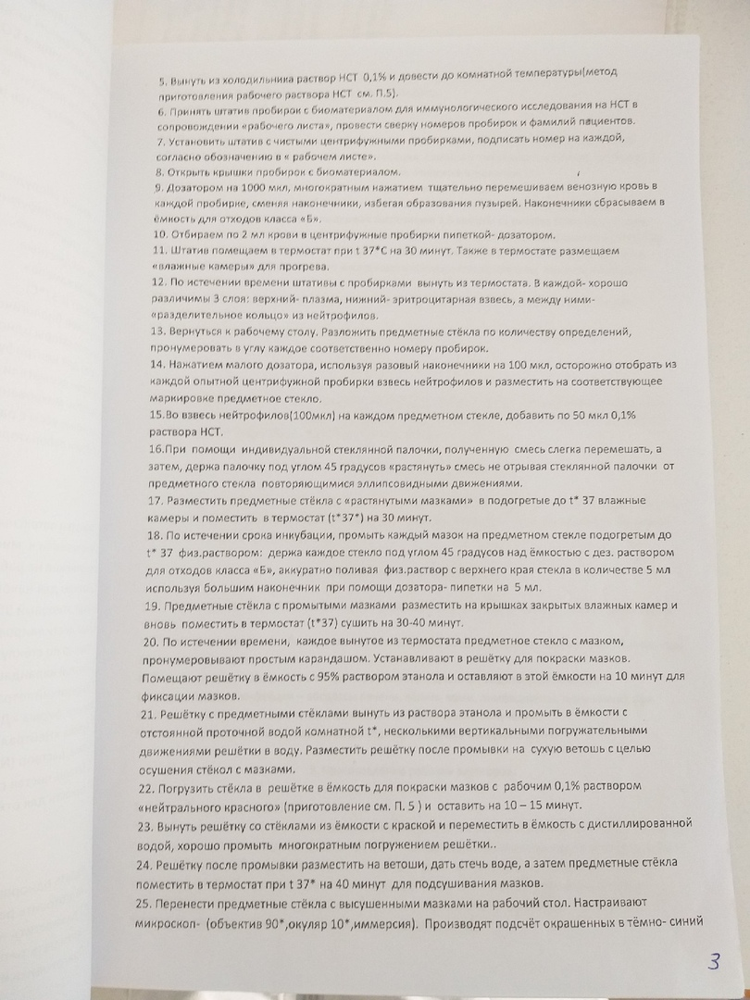 5. Вынуть из холодильника раствор НСТ 0,1% и довести до комнатной температуры(метод
приготовления рабочего раствора НСТ см. П.5).
6. Принять штатив пробирок с биоматериалом для иммунологического исследования на НСТ в
сопровождении «рабочего листа», провести сверку номеров пробирок и фамилий пациентов.
7. Установить штатив с чистыми центрифужными пробирками, подписать номер на каждой,
согласно обозначению в « рабочем листе».
8. Открыть крышки пробирок с биоматериалом.
9. Дозатором на 1000 мкл, многократным нажатием тщательно перемешиваем венозную кровь в
каждой пробирке, сменяя наконечники, избегая образования пузырей. Наконечники сбрасываем в
ёмкость для отходов класса «Б».
10. Отбираем по 2 мл крови в центрифужные пробирки пипеткой- дозатором.
11. Штатив помещаем в термостат при t 37*С на 30 минут. Также в термостате размещаем
«влажные камеры» для прогрева.
12. По истечении времени штативы с пробирками вынуть из термостата. В каждой- хорошо
различимы 3 слоя: верхний- плазма, нижний- эритроцитарная взвесь, а между ними-
«разделительное кольцо» из нейтрофилов.
13. Вернуться к рабочему столу. Разложить предметные стёкла по количеству определений,
пронумеровать в углу каждое соответственно номеру пробирок.
14. Нажатием малого дозатора, используя разовый наконечники на 100 мкл, осторожно отобрать из
каждой опытной центрифужной пробирки взвесь нейтрофилов и разместить на соответствующее
маркировке предметное стекло.
15.Во взвесь нейтрофилов(100мкл) на каждом предметном стекле, добавить по 50 мкл 0,1%
раствора НСТ.
16.При помощи индивидуальной стеклянной палочки, полученную смесь слегка перемешать, а
затем, держа палочку под углом 45 градусов «растянуть» смесь не отрывая стеклянной палочки от
предметного стекла повторяющимися эллипсовидными движениями.
17. Разместить предметные стёкла с «растянутыми мазками» в подогретые до t* 37 влажные
камеры и поместить в термостат (t*37*) на 30 минут.
18. По истечении срока инкубации, промыть каждый мазок на предметном стекле подогретым до
t* 37 физ.раствором: держа каждое стекло под углом 45 градусов над ёмкостью с дез. раствором
для отходов класса «Б», аккуратно поливая физ.раствор с верхнего края стекла в количестве 5 мл
используя большим наконечник при помощи дозатора- пипетки на 5 мл.
19. Предметные стёкла с промытыми мазками разместить на крышках закрытых влажных камер и
вновь поместить в термостат (t*37) сушить на 30-40 минут.
20. По истечении времени, каждое вынутое из термостата предметное стекло с мазком,
пронумеровывают простым карандашом. Устанавливают в решётку для покраски мазков.
Помещают решётку в ёмкость с 95% раствором этанола и оставляют в этой ёмкости на 10 минут для
фиксации мазков.
21. Решётку с предметными стёклами вынуть из раствора этанола и промыть в ёмкости с
отстоянной проточной водой комнатной t*, несколькими вертикальными погружательными
движениями решётки в воду. Разместить решётку после промывки на сухую ветошь с целью
осушения стёкол с мазками.
22. Погрузить стёкла в решётке в ёмкость для покраски мазков с рабочим 0,1% раствором
«нейтрального красного» (приготовление см. П. 5 ) и оставить на 10 – 15 минут.
23. Вынуть решётку со стёклами из ёмкости с краской и переместить в ёмкость с дистиллированной
водой, хорошо промыть многократным погружением решётки..
24. Решётку после промывки разместить на ветоши, дать стечь воде, а затем предметные стёкла
поместить в термостат при t 37* на 40 минут для подсушивания мазков.
25. Перенести предметные стёкла с высушенными мазками на рабочий стол. Настраивают
микроскоп- (объектив 90*,окуляр 10*,иммерсия). Производят подсчёт окрашенных в тёмно- синий
3